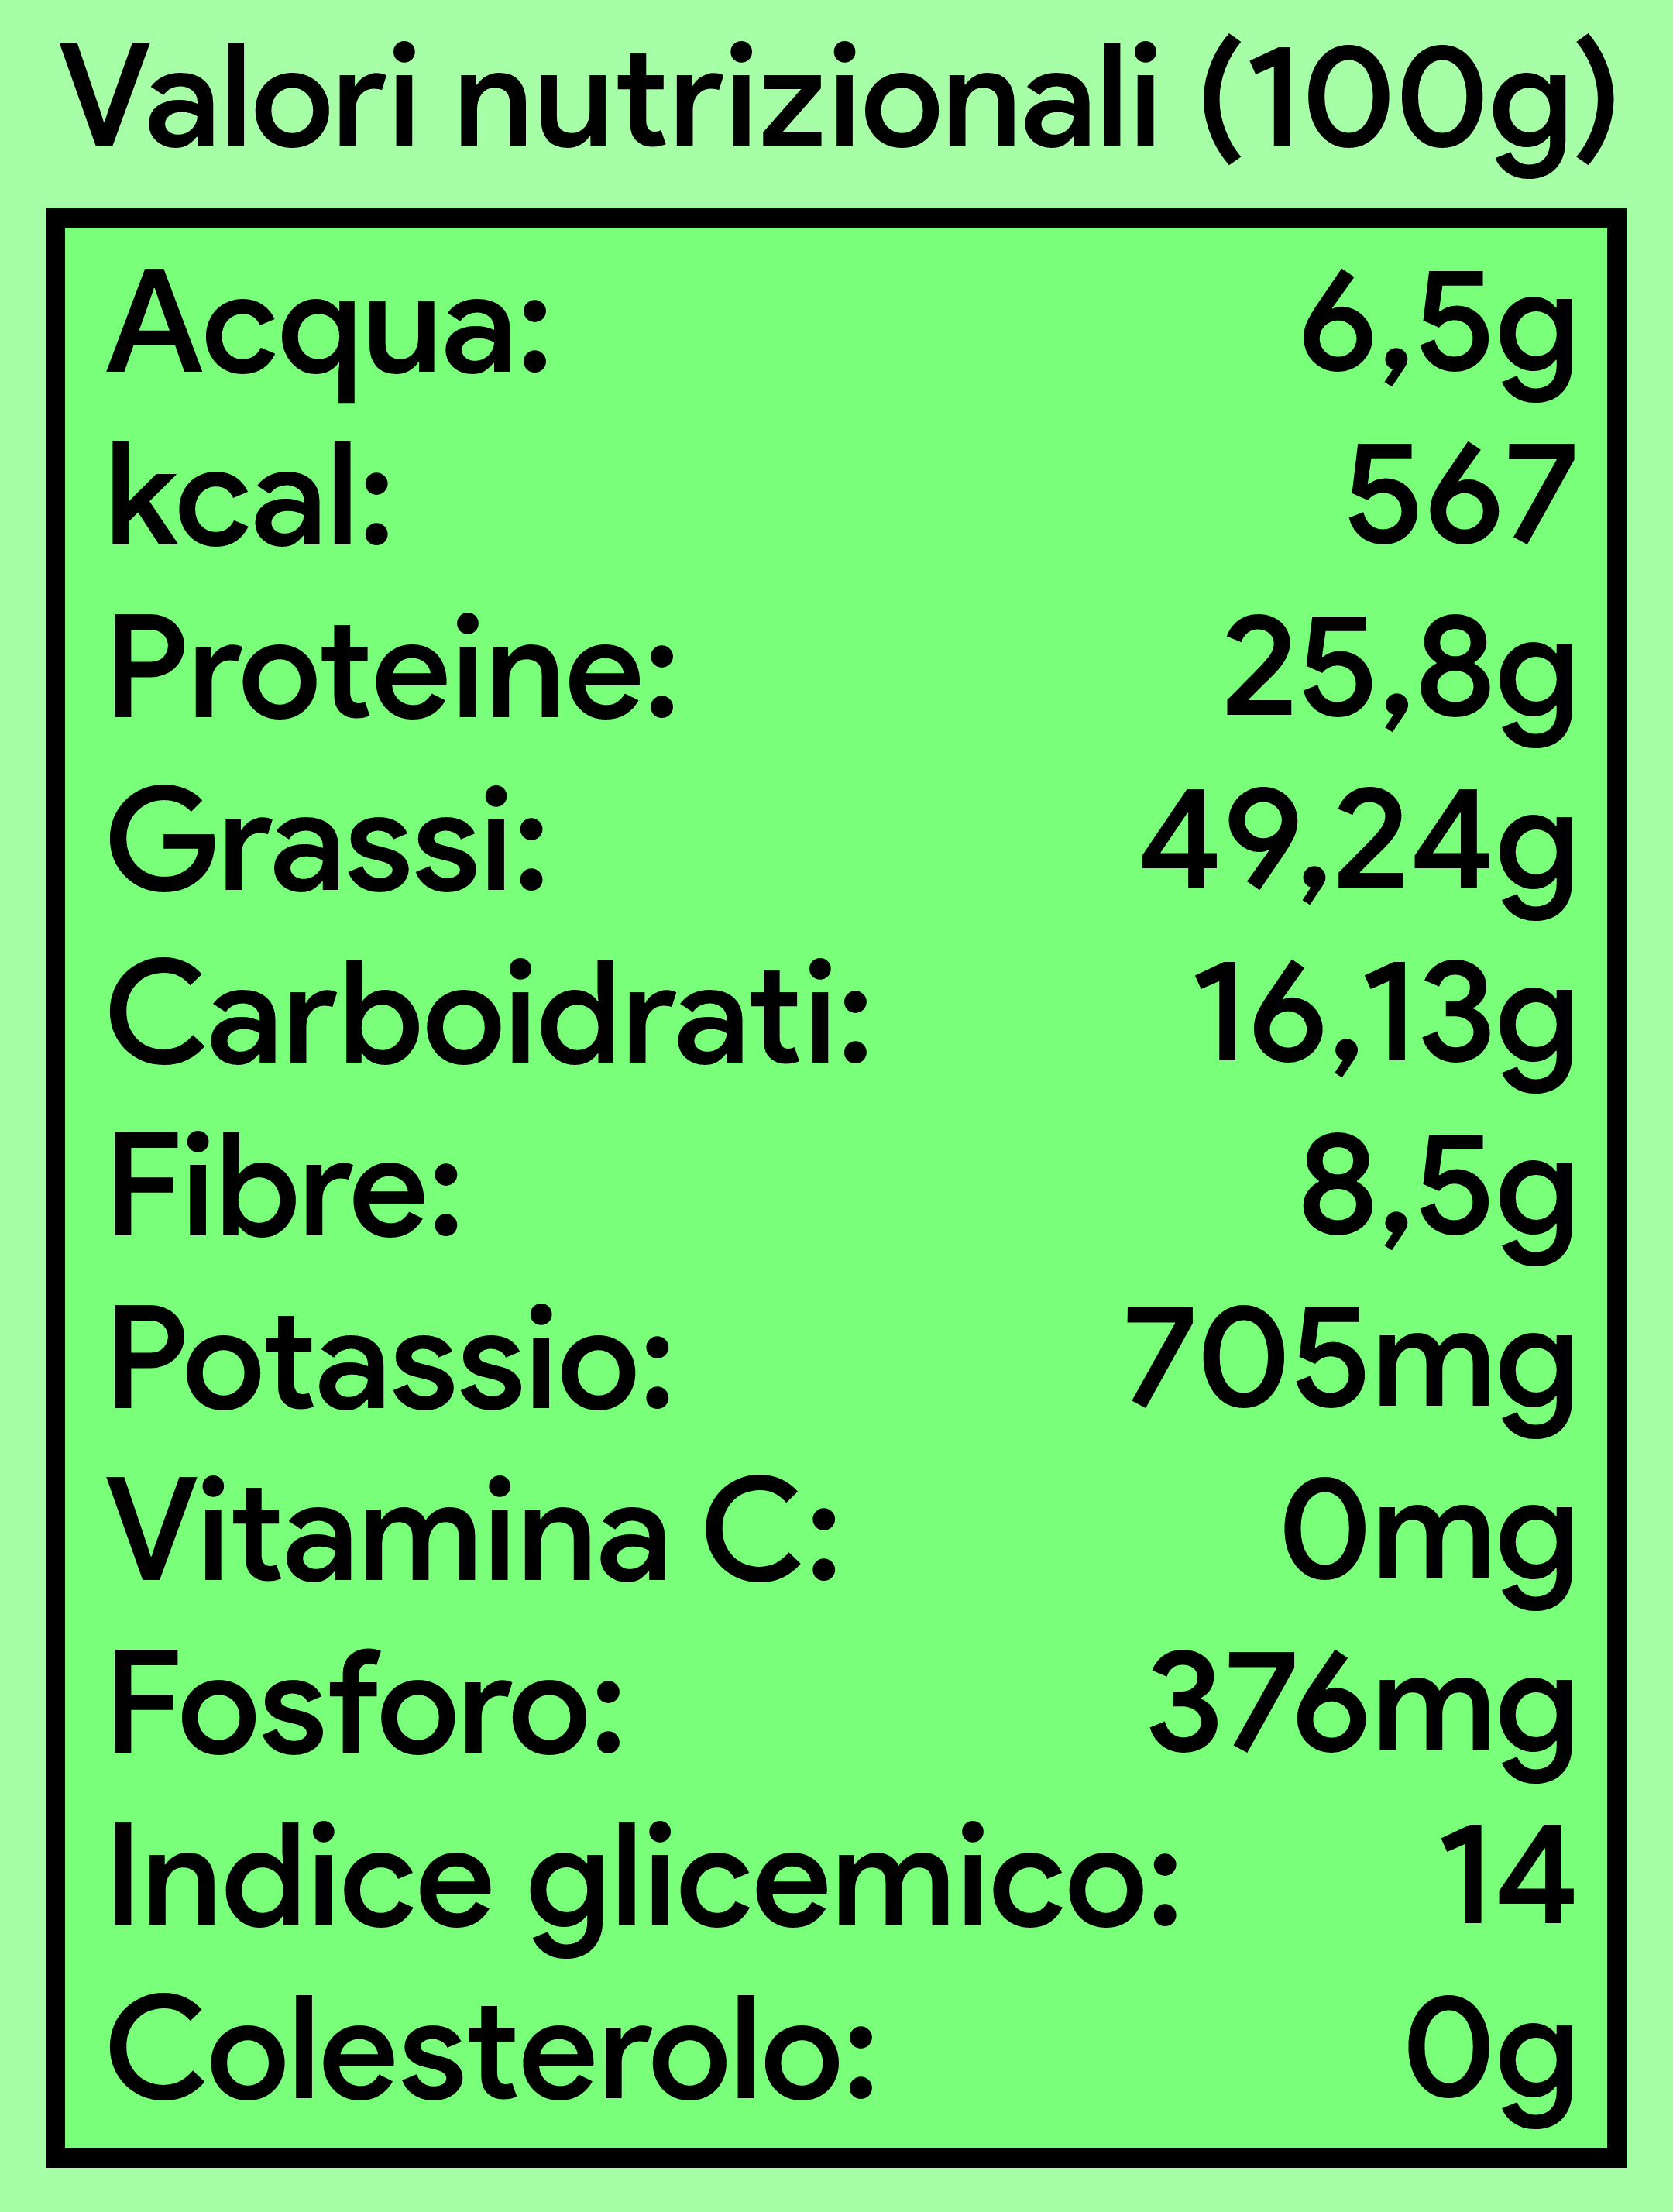 Valori nutrizionali (100g)
Acqua: 6,5g
kcal: 567
Proteine: 25,8g
Grassi: 49,24g
Carboidrati: 16,13g
Fibre: 8,5g
Potassio: 705mg
Vitamina C: 0mg
Fosforo: 376mg
Indice glicemico: 14
Colesterolo: 0g